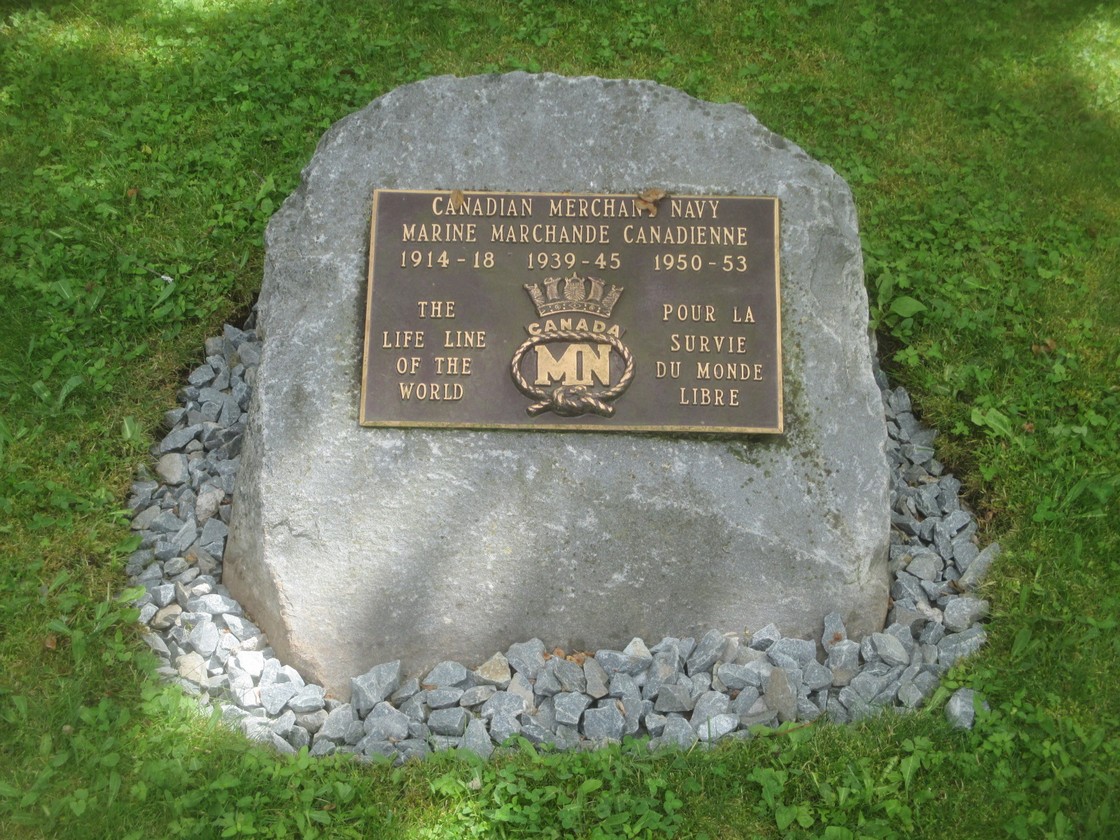 CANADIAN MERCHANT NAVY
MARINE MARCHANDE CANADIENNE
1914-18 1939-45 1950-53
THE
LIFE LINE
OF THE
WORLD
CANADA
MN
POUR LA
SURVIE
DU MONDE
LIBRE